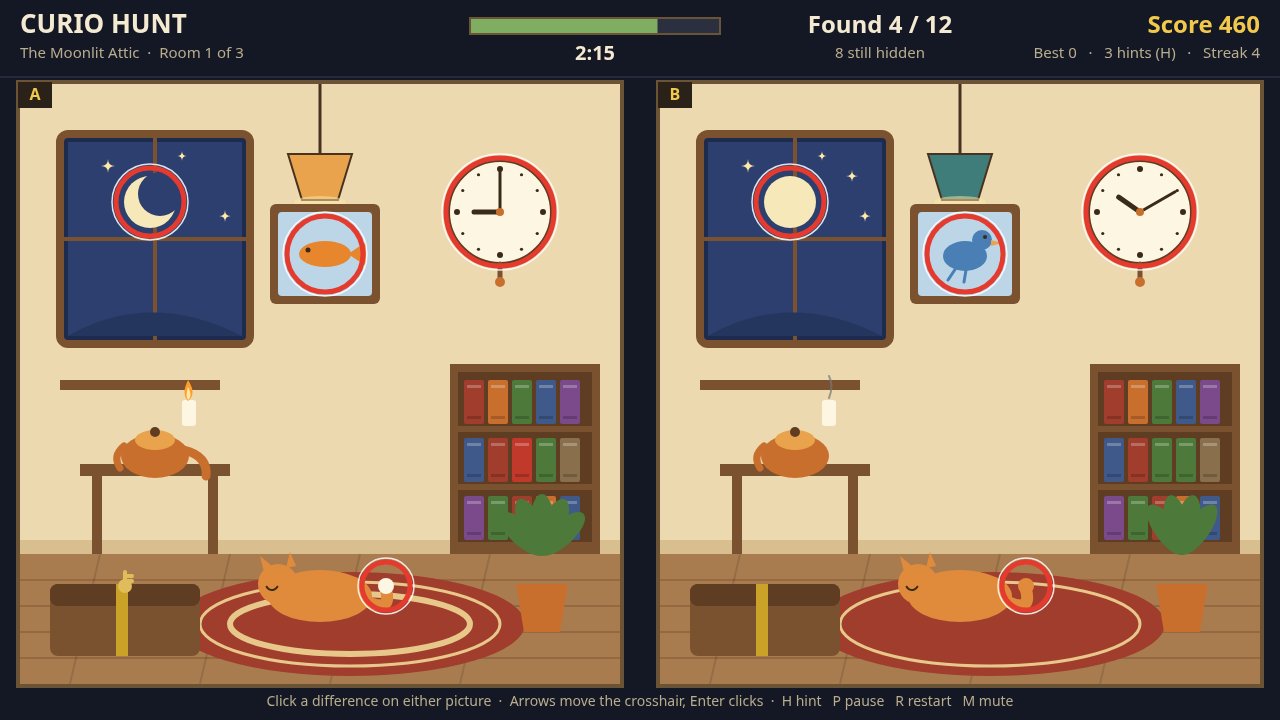 CURIO HUNT
The Moonlit Attic · Room 1 of 3
2:15
Found 4 / 12
8 still hidden
Score 460
Best 0 · 3 hints (H) · Streak 4
A
B
Click a difference on either picture · Arrows move the crosshair, Enter clicks · H hint P pause R restart M mute